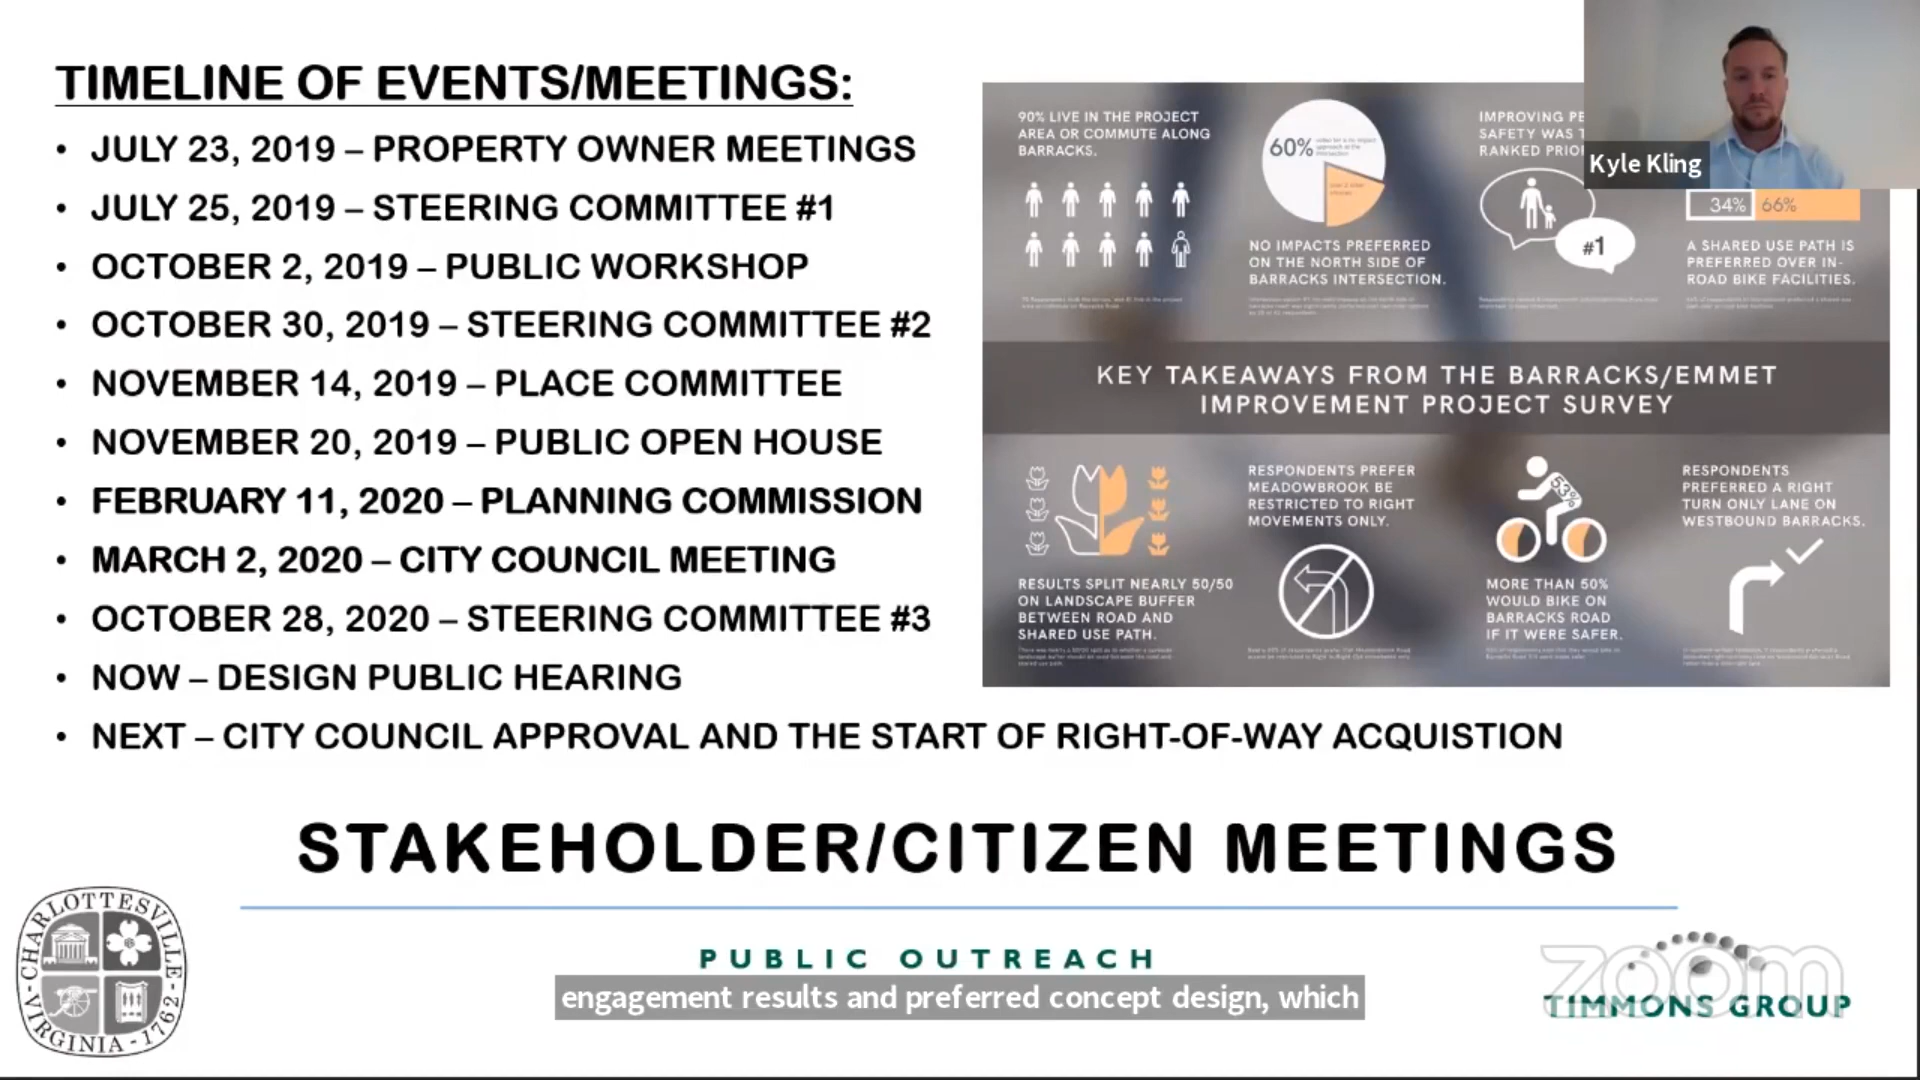 TIMELINE OF EVENTS/MEETINGS:
• JULY 23, 2019 – PROPERTY OWNER MEETINGS
• JULY 25, 2019 – STEERING COMMITTEE #1
• OCTOBER 2, 2019 – PUBLIC WORKSHOP
• OCTOBER 30, 2019 – STEERING COMMITTEE #2
• NOVEMBER 14, 2019 – PLACE COMMITTEE
• NOVEMBER 20, 2019 – PUBLIC OPEN HOUSE
• FEBRUARY 11, 2020 – PLANNING COMMISSION
• MARCH 2, 2020 – CITY COUNCIL MEETING
• OCTOBER 28, 2020 – STEERING COMMITTEE #3
• NOW – DESIGN PUBLIC HEARING
• NEXT – CITY COUNCIL APPROVAL AND THE START OF RIGHT-OF-WAY ACQUISTION
90% LIVE IN THE PROJECT
AREA OR COMMUTE ALONG
BARRACKS.
60%
NO IMPACTS PREFERRED
ON THE NORTH SIDE OF
BARRACKS INTERSECTION.
IMPROVING
SAFETY WAS
RANKED
#1
Kyle Kling
34% 66%
A SHARED USE PATH IS
PREFERRED OVER IN-
ROAD BIKE FACILITIES.
KEY TAKEAWAYS FROM THE BARRACKS/EMMET
IMPROVEMENT PROJECT SURVEY
RESULTS SPLIT NEARLY 50/50
ON LANDSCAPE BUFFER
BETWEEN ROAD AND
SHARED USE PATH.
RESPONDENTS PREFER
MEADOWBROOK BE
RESTRICTED TO RIGHT
MOVEMENTS ONLY.
53%
MORE THAN 50%
WOULD BIKE ON
BARRACKS ROAD
IF IT WERE SAFER.
RESPONDENTS
PREFERRED A RIGHT
TURN ONLY LANE ON
WESTBOUND BARRACKS.
STAKEHOLDER/CITIZEN MEETINGS
PUBLIC OUTREACH
engagement results and preferred concept design, which
CHARLOTTESVILLE
VIRGINIA - 1762
zoom
TIMMONS GROUP